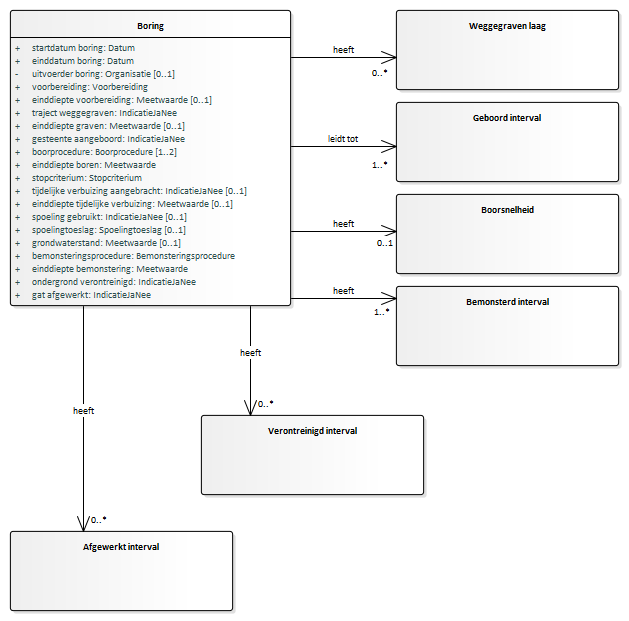 Boring
+ startdatum boring: Datum
+ einddatum boring: Datum
- uitvoerder boring: Organisatie [0..1]
+ voorbereiding: Voorbereiding
+ einddiepte voorbereiding: Meetwaarde [0..1]
+ traject weggegraven: IndicatieJaNee
+ einddiepte graven: Meetwaarde [0..1]
+ gesteente aangeboord: IndicatieJaNee
+ boorprocedure: Boorprocedure [1..2]
+ einddiepte boren: Meetwaarde
+ stopcriterium: Stopcriterium
+ tijdelijke verbuizing aangebracht: IndicatieJaNee [0..1]
+ einddiepte tijdelijke verbuizing: Meetwaarde [0..1]
+ spoeling gebruikt: IndicatieJaNee [0..1]
+ spoelingtoeslag: Spoelingtoeslag [0..1]
+ grondwaterstand: Meetwaarde [0..1]
+ bemonsteringsprocedure: Bemonsteringsprocedure
+ einddiepte bemonstering: Meetwaarde
+ ondergrond verontreinigd: IndicatieJaNee
+ gat afgewerkt: IndicatieJaNee
heeft
0..*
Weggegraven laag
leidt tot
1..*
Geboord interval
heeft
0..1
Boorsnelheid
heeft
1..*
Bemonsterd interval
heeft
0..*
Verontreinigd interval
heeft
0..*
Afgewerkt interval